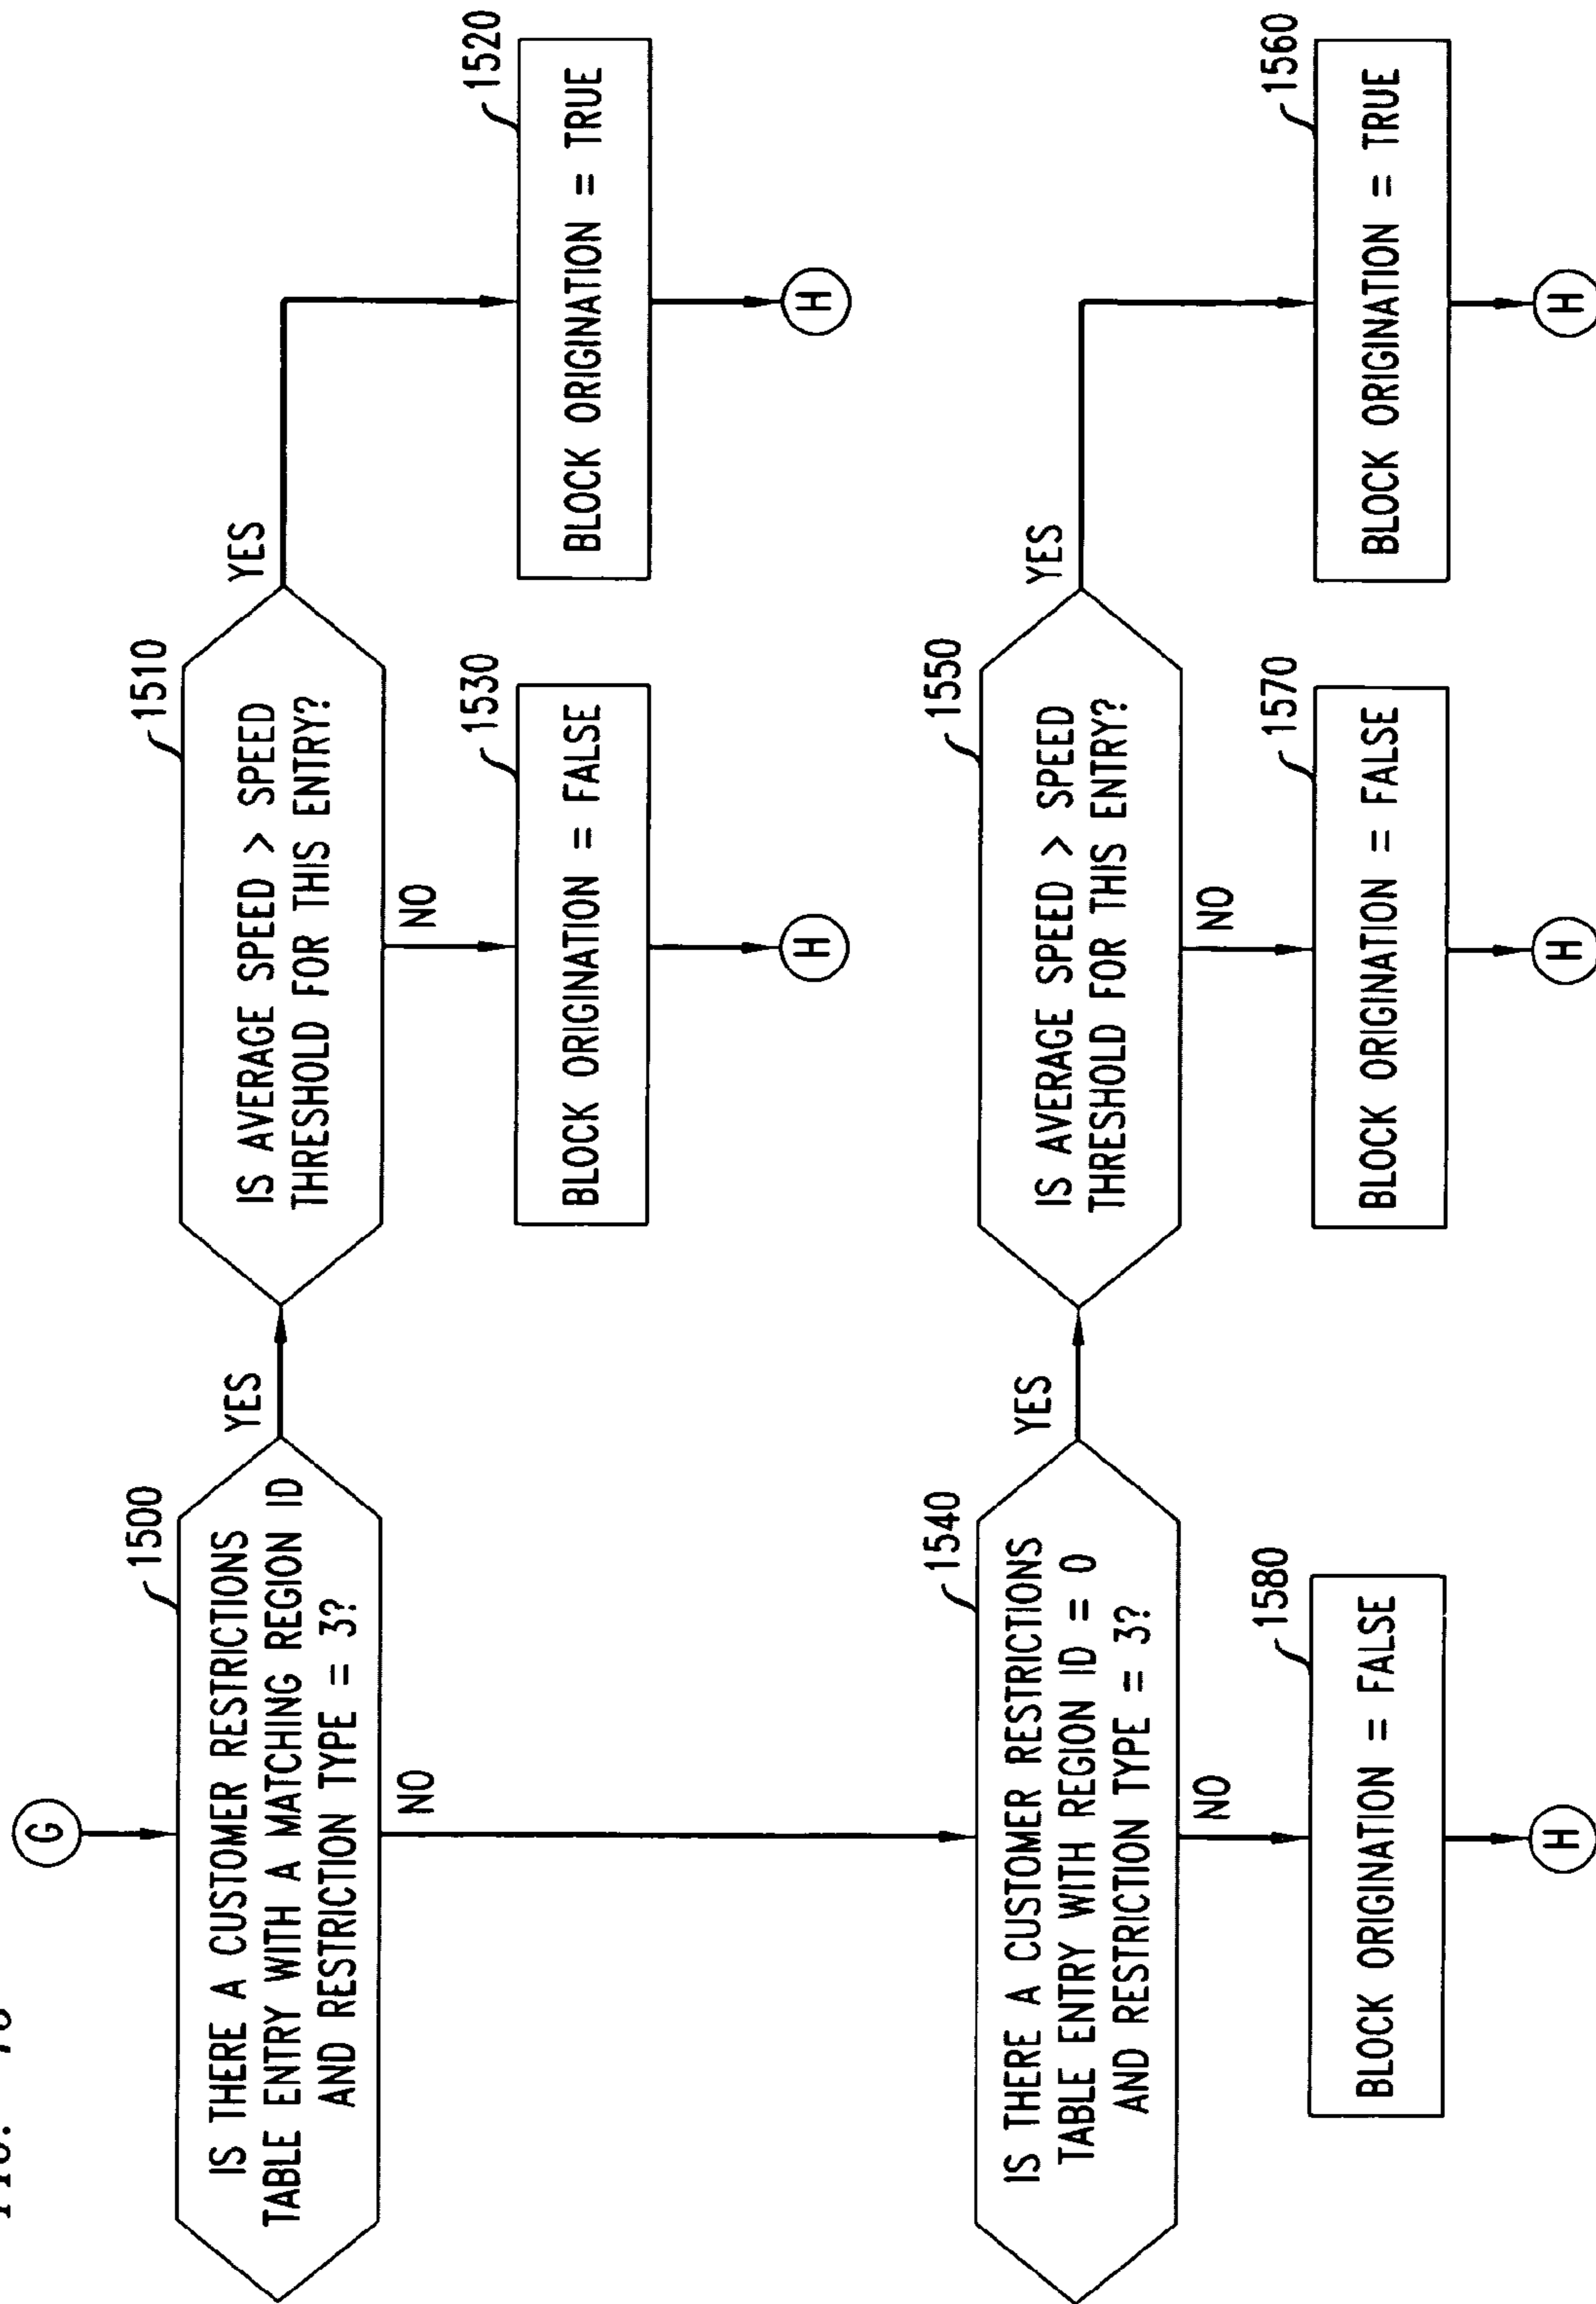 G
1500
IS THERE A CUSTOMER RESTRICTIONS
TABLE ENTRY WITH A MATCHING REGION ID
AND RESTRICTION TYPE = 3?
YES
NO
1510
IS AVERAGE SPEED > SPEED
THRESHOLD FOR THIS ENTRY?
YES
NO
1530
BLOCK ORIGINATION = FALSE
H
1520
BLOCK ORIGINATION = TRUE
H
1540
IS THERE A CUSTOMER RESTRICTIONS
TABLE ENTRY WITH REGION ID = 0
AND RESTRICTION TYPE = 3?
YES
NO
1550
IS AVERAGE SPEED > SPEED
THRESHOLD FOR THIS ENTRY?
YES
NO
1580
BLOCK ORIGINATION = FALSE
H
1570
BLOCK ORIGINATION = FALSE
H
1560
BLOCK ORIGINATION = TRUE
H